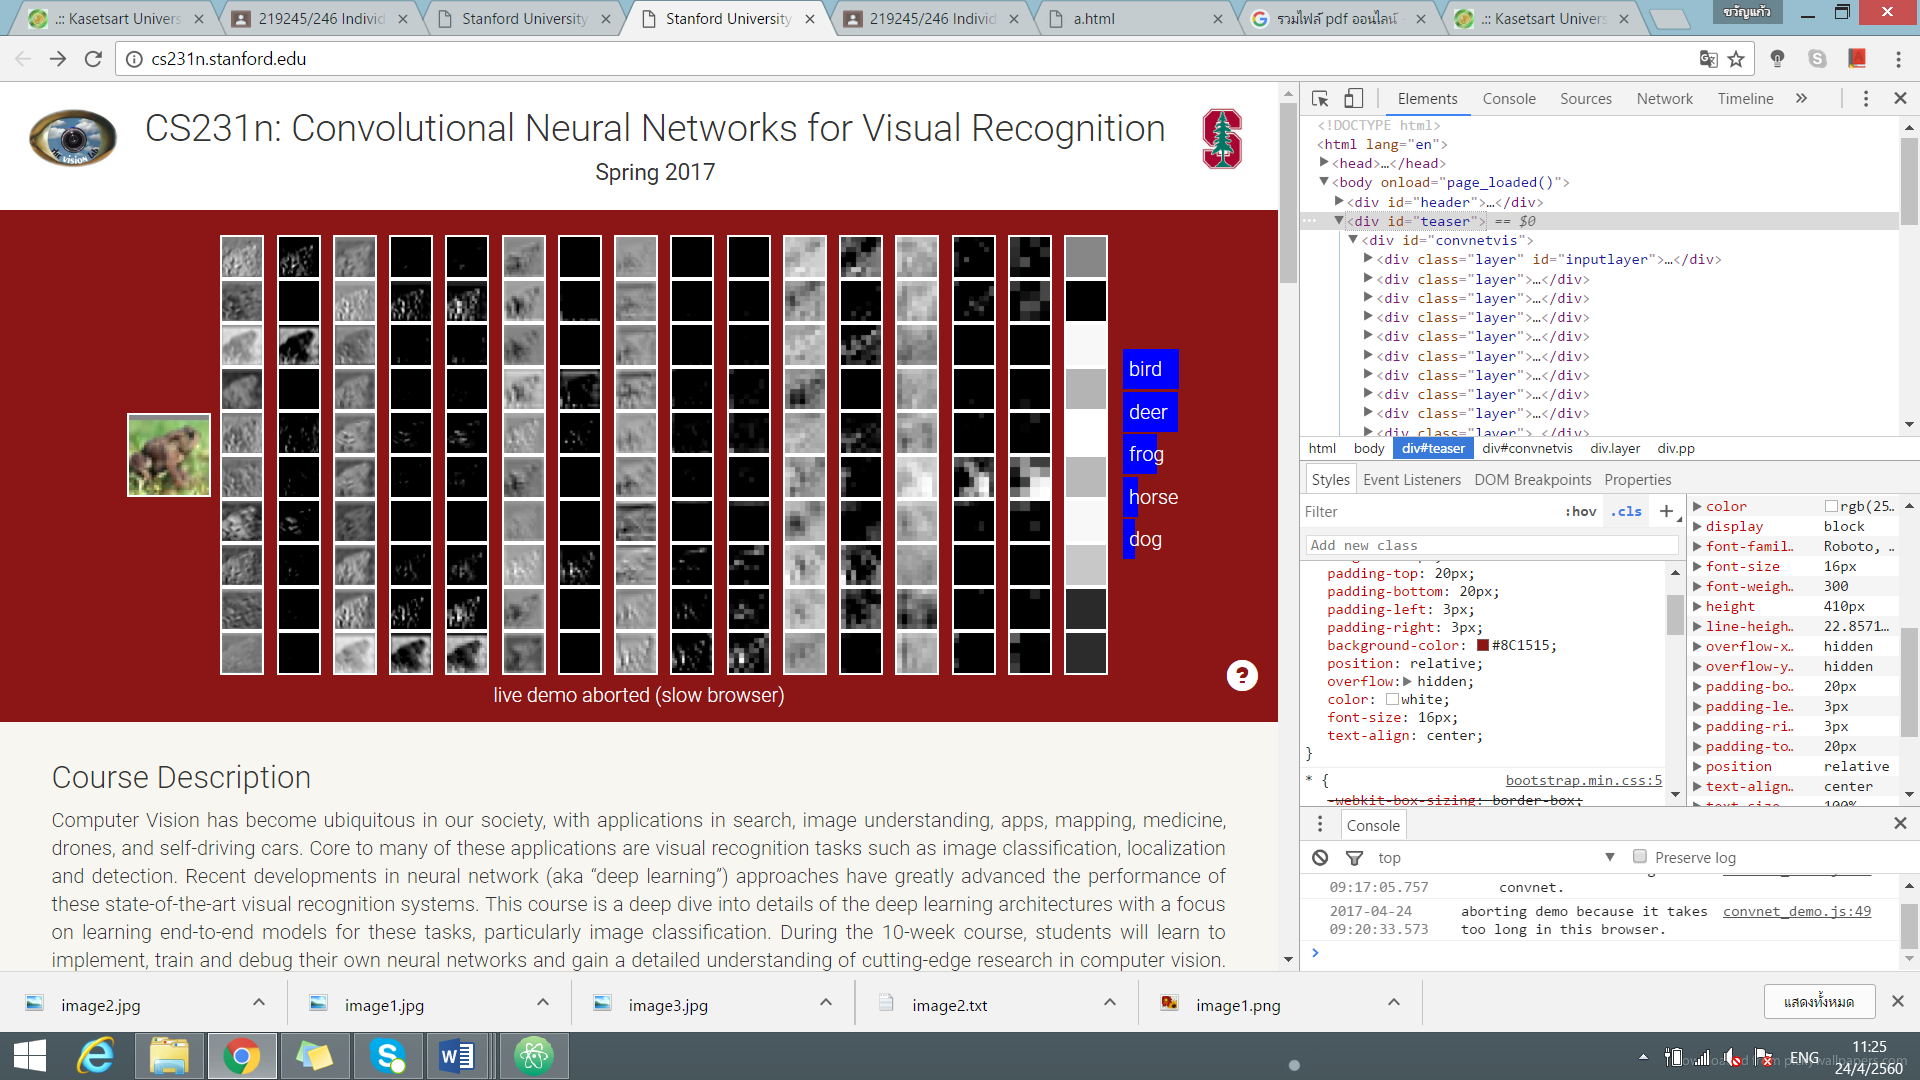 .:: Kasetsart Univers
219245/246 Individ
Stanford University
Stanford University
219245/246 Individ
a.html
รวมไฟล์ pdf ออนไลน์ -
.:: Kasetsart Univers
ขวัญแก้ว
cs231n.stanford.edu
THE VISION LAB
CS231n: Convolutional Neural Networks for Visual Recognition
Spring 2017
bird
deer
frog
horse
dog
live demo aborted (slow browser)
?
Course Description
Computer Vision has become ubiquitous in our society, with applications in search, image understanding, apps, mapping, medicine,
drones, and self-driving cars. Core to many of these applications are visual recognition tasks such as image classification, localization
and detection. Recent developments in neural network (aka “deep learning”) approaches have greatly advanced the performance of
these state-of-the-art visual recognition systems. This course is a deep dive into details of the deep learning architectures with a focus
on learning end-to-end models for these tasks, particularly image classification. During the 10-week course, students will learn to
implement, train and debug their own neural networks and gain a detailed understanding of cutting-edge research in computer vision.
Elements Console Sources Network Timeline »
<!DOCTYPE html>
<html lang="en">
<head>…</head>
<body onload="page_loaded()">
<div id="header">…</div>
<div id="teaser"> == $0
<div id="convnetvis">
<div class="layer" id="inputlayer">…</div>
<div class="layer">…</div>
<div class="layer">…</div>
<div class="layer">…</div>
<div class="layer">…</div>
<div class="layer">…</div>
<div class="layer">…</div>
<div class="layer">…</div>
<div class="layer">…</div>
<div class="layer">…</div>
html body div#teaser div#convnetvis div.layer div.pp
Styles Event Listeners DOM Breakpoints Properties
Filter :hov .cls +
Add new class
padding-top: 20px;
padding-bottom: 20px;
padding-left: 3px;
padding-right: 3px;
background-color: #8C1515;
position: relative;
overflow: hidden;
color: white;
font-size: 16px;
text-align: center;
}
* { bootstrap.min.css:5
-webkit-box-sizing: border-box;
color rgb(25…
display block
font-famil… Roboto, …
font-size 16px
font-weigh… 300
height 410px
line-heigh… 22.8571…
overflow-x… hidden
overflow-y… hidden
padding-bo… 20px
padding-le… 3px
padding-ri… 3px
padding-to… 20px
position relative
text-align… center
text-size… 100%
Console
top Preserve log
09:17:05.757 convnet.
2017-04-24 aborting demo because it takes convnet_demo.js:49
09:20:33.573 too long in this browser.
image2.jpg
image1.jpg
image3.jpg
image2.txt
image1.png
แสดงทั้งหมด
ENG
11:25
24/4/2560